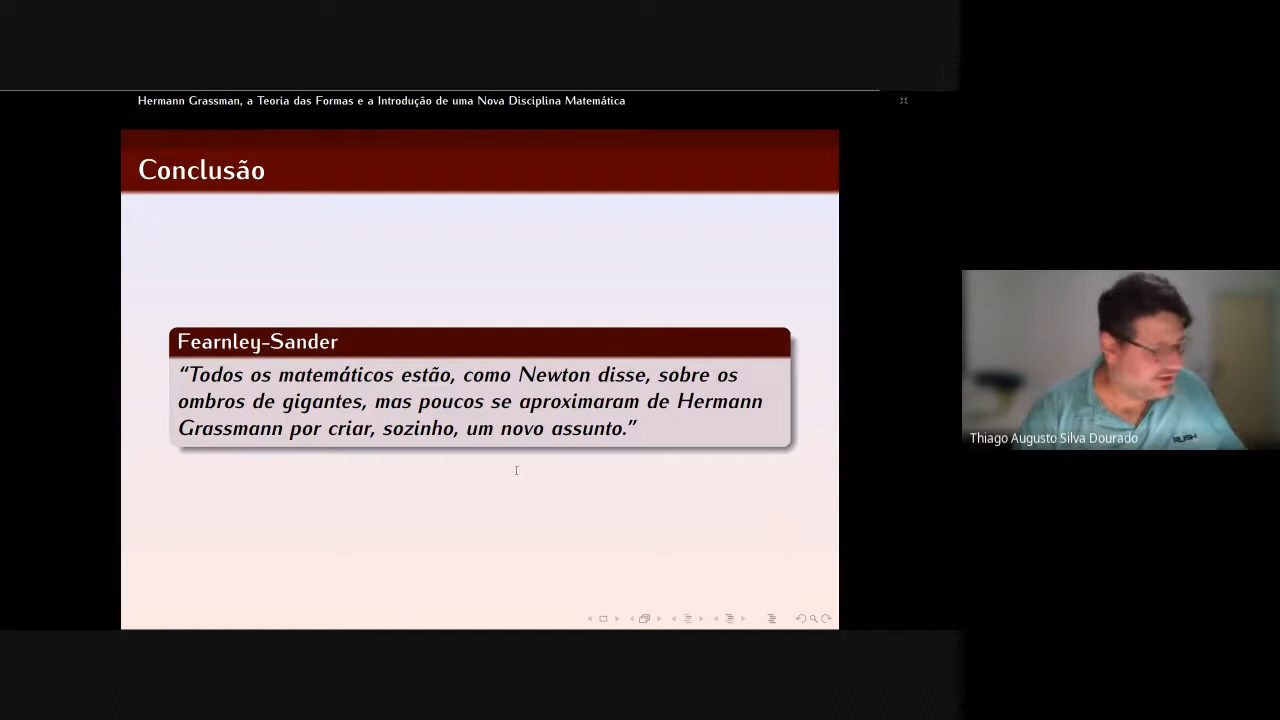 Hermann Grassman, a Teoria das Formas e a Introdução de uma Nova Disciplina Matemática
Conclusão
Fearnley-Sander
“Todos os matemáticos estão, como Newton disse, sobre os
ombros de gigantes, mas poucos se aproximaram de Hermann
Grassmann por criar, sozinho, um novo assunto.”
RUSH
Thiago Augusto Silva Dourado